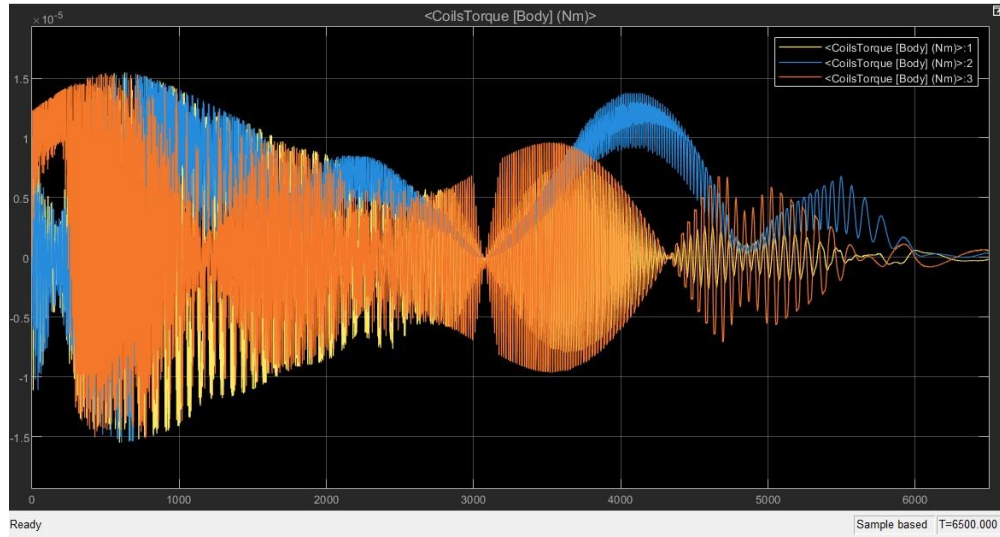 <CoilsTorque [Body] (Nm)>
×10-5
<CoilsTorque [Body] (Nm)>:1
<CoilsTorque [Body] (Nm)>:2
<CoilsTorque [Body] (Nm)>:3
1.5
1
0.5
0
-0.5
-1
-1.5
0 1000 2000 3000 4000 5000 6000
Ready Sample based T=6500.000